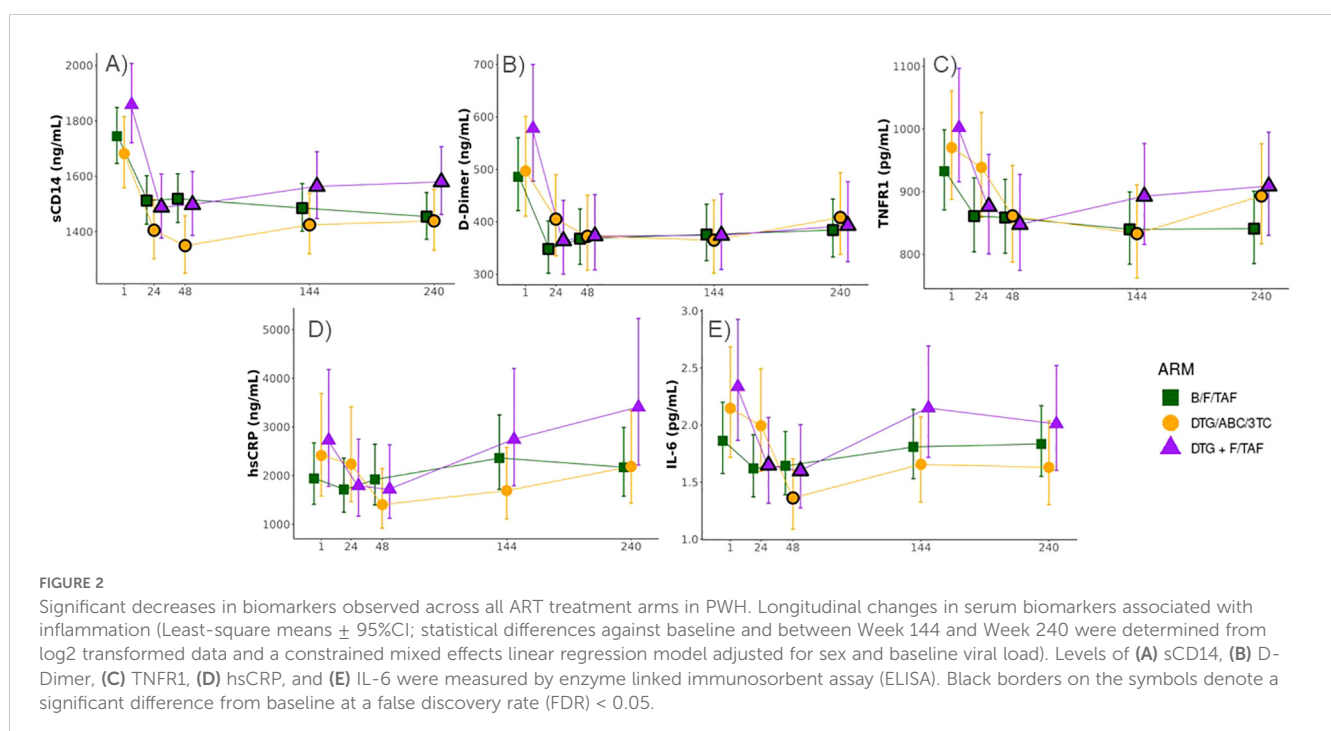 A)
sCD14 (ng/mL)
2000
1800
1600
1400
1 24 48 144 240
B)
D-Dimer (ng/mL)
700
600
500
400
300
1 24 48 144 240
C)
TNFR1 (pg/mL)
1100
1000
900
800
1 24 48 144 240
D)
hsCRP (ng/mL)
5000
4000
3000
2000
1000
1 24 48 144 240
E)
IL-6 (pg/mL)
3.0
2.5
2.0
1.5
1.0
1 24 48 144 240
ARM
B/F/TAF
DTG/ABC/3TC
DTG + F/TAF
FIGURE 2
Significant decreases in biomarkers observed across all ART treatment arms in PWH. Longitudinal changes in serum biomarkers associated with
inflammation (Least-square means ± 95%CI; statistical differences against baseline and between Week 144 and Week 240 were determined from
log2 transformed data and a constrained mixed effects linear regression model adjusted for sex and baseline viral load). Levels of (A) sCD14, (B) D-
Dimer, (C) TNFR1, (D) hsCRP, and (E) IL-6 were measured by enzyme linked immunosorbent assay (ELISA). Black borders on the symbols denote a
significant difference from baseline at a false discovery rate (FDR) < 0.05.